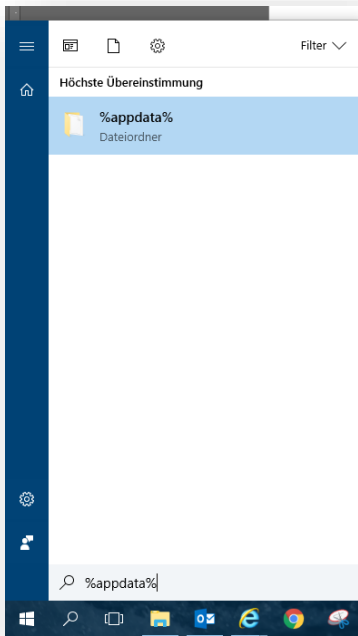 Filter
Höchste Übereinstimmung
%appdata%
Dateiordner
%appdata%